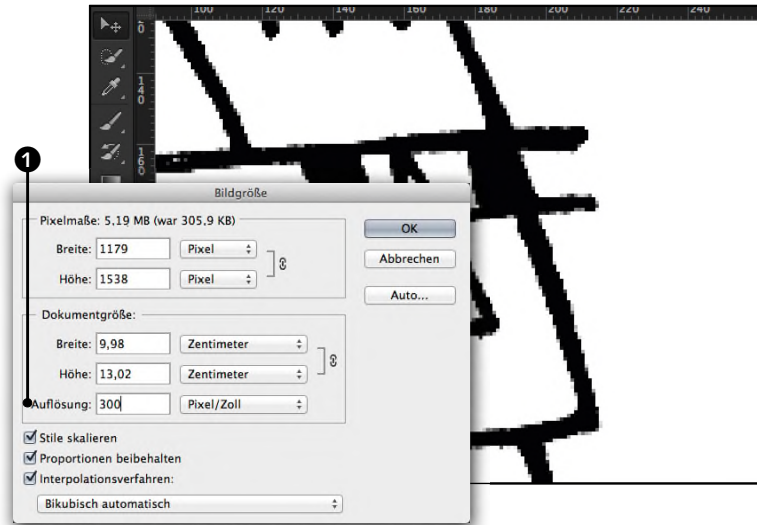 100 120 140 160 180 200 220 240
0
1
4
0
1
6
0
1
Bildgröße
Pixelmaße: 5,19 MB (war 305,9 KB)
Breite: 1179 Pixel
Höhe: 1538 Pixel
OK
Abbrechen
Auto...
Dokumentgröße:
Breite: 9,98 Zentimeter
Höhe: 13,02 Zentimeter
Auflösung: 300 Pixel/Zoll
Stile skalieren
Proportionen beibehalten
Interpolationsverfahren:
Bikubisch automatisch